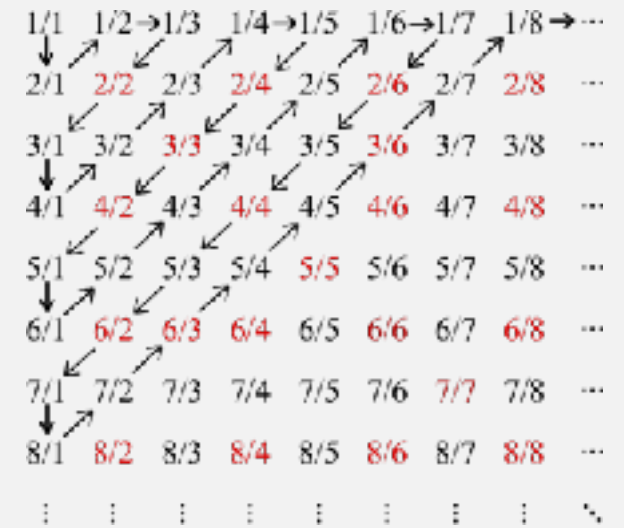 1/1 1/2 1/3 1/4 1/5 1/6 1/7 1/8 ···
2/1 2/2 2/3 2/4 2/5 2/6 2/7 2/8 ···
3/1 3/2 3/3 3/4 3/5 3/6 3/7 3/8 ···
4/1 4/2 4/3 4/4 4/5 4/6 4/7 4/8 ···
5/1 5/2 5/3 5/4 5/5 5/6 5/7 5/8 ···
6/1 6/2 6/3 6/4 6/5 6/6 6/7 6/8 ···
7/1 7/2 7/3 7/4 7/5 7/6 7/7 7/8 ···
8/1 8/2 8/3 8/4 8/5 8/6 8/7 8/8 ···
⋮ ⋮ ⋮ ⋮ ⋮ ⋮ ⋮ ⋮ ⋱